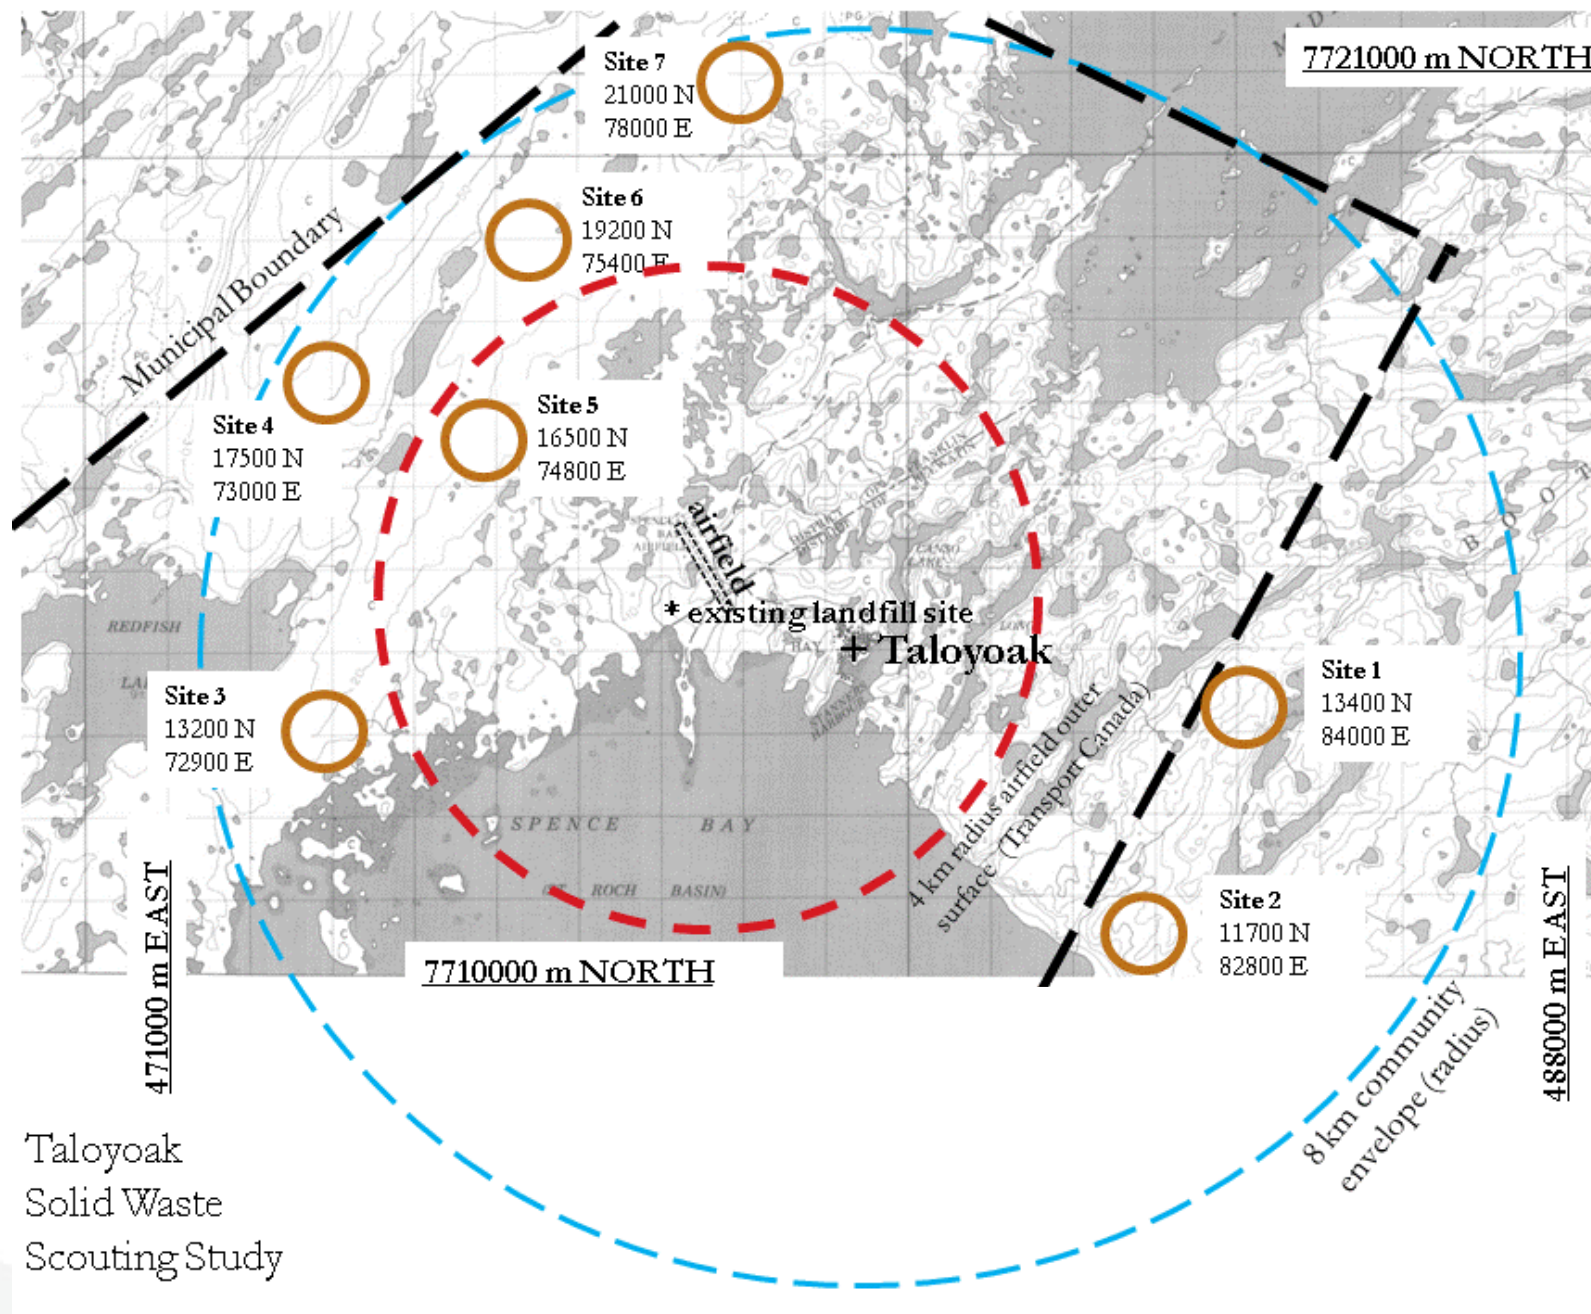 7721000 m NORTH
Site 7
21000 N
78000 E
Site 6
19200 N
75400 E
Municipal Boundary
Site 4
17500 N
73000 E
Site 5
16500 N
74800 E
airfield
* existing landfill site
+ Taloyoak
REDFISH
Site 3
13200 N
72900 E
Site 1
13400 N
84000 E
4 km radius airfield outer
surface (Transport Canada)
SPENCE BAY
ROCH BASIN)
Site 2
11700 N
82800 E
7710000 m NORTH
471000 m EAST
488000 m EAST
8 km community
envelope (radius)
Taloyoak
Solid Waste
Scouting Study